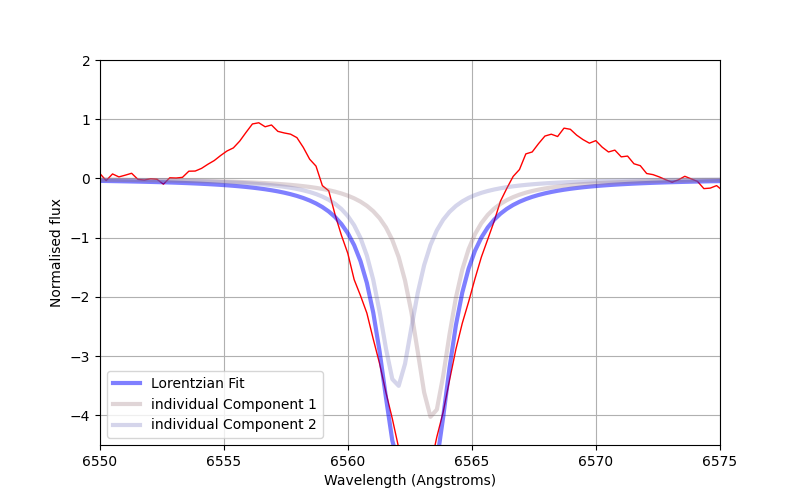 2
1
0
−1
−2
−3
−4
Normalised flux
Lorentzian Fit
individual Component 1
individual Component 2
6550 6555 6560 6565 6570 6575
Wavelength (Angstroms)